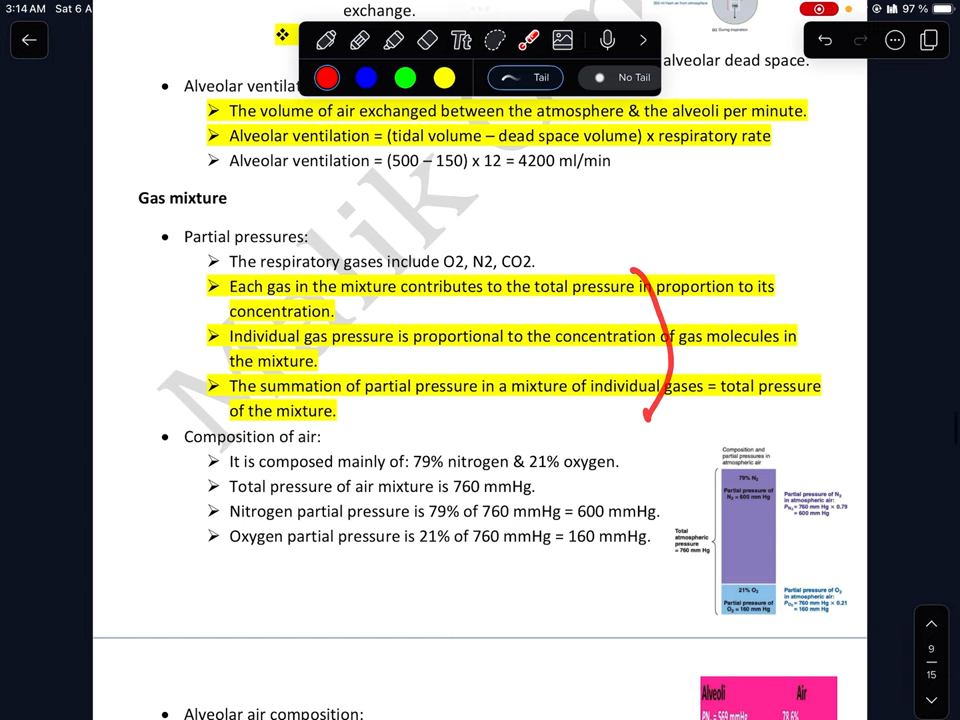 3:14 AM Sat 6 A
97 %
exchange.
(c) During inspiration
Tt
alveolar dead space.
Tail
No Tail
• Alveolar ventilat
➢ The volume of air exchanged between the atmosphere & the alveoli per minute.
➢ Alveolar ventilation = (tidal volume – dead space volume) x respiratory rate
➢ Alveolar ventilation = (500 – 150) x 12 = 4200 ml/min
Gas mixture
• Partial pressures:
➢ The respiratory gases include O2, N2, CO2.
➢ Each gas in the mixture contributes to the total pressure in proportion to its
concentration.
➢ Individual gas pressure is proportional to the concentration of gas molecules in
the mixture.
➢ The summation of partial pressure in a mixture of individual gases = total pressure
of the mixture.
• Composition of air:
➢ It is composed mainly of: 79% nitrogen & 21% oxygen.
➢ Total pressure of air mixture is 760 mmHg.
➢ Nitrogen partial pressure is 79% of 760 mmHg = 600 mmHg.
➢ Oxygen partial pressure is 21% of 760 mmHg = 160 mmHg.
Composition and
partial pressures in
atmospheric air
79% N₂
Partial pressure of
N₂ = 600 mm Hg
Partial pressure of N₂
in atmospheric air:
PN₂ = 760 mm Hg × 0.79
= 600 mm Hg
Total
atmospheric
pressure
= 760 mm Hg
21% O₂
Partial pressure of
O₂ = 160 mm Hg
Partial pressure of O₂
in atmospheric air:
PO₂ = 760 mm Hg × 0.21
= 160 mm Hg
9
15
• Alveolar air composition:
Alveoli Air
PN₂ = 569 mmHg 78.6%